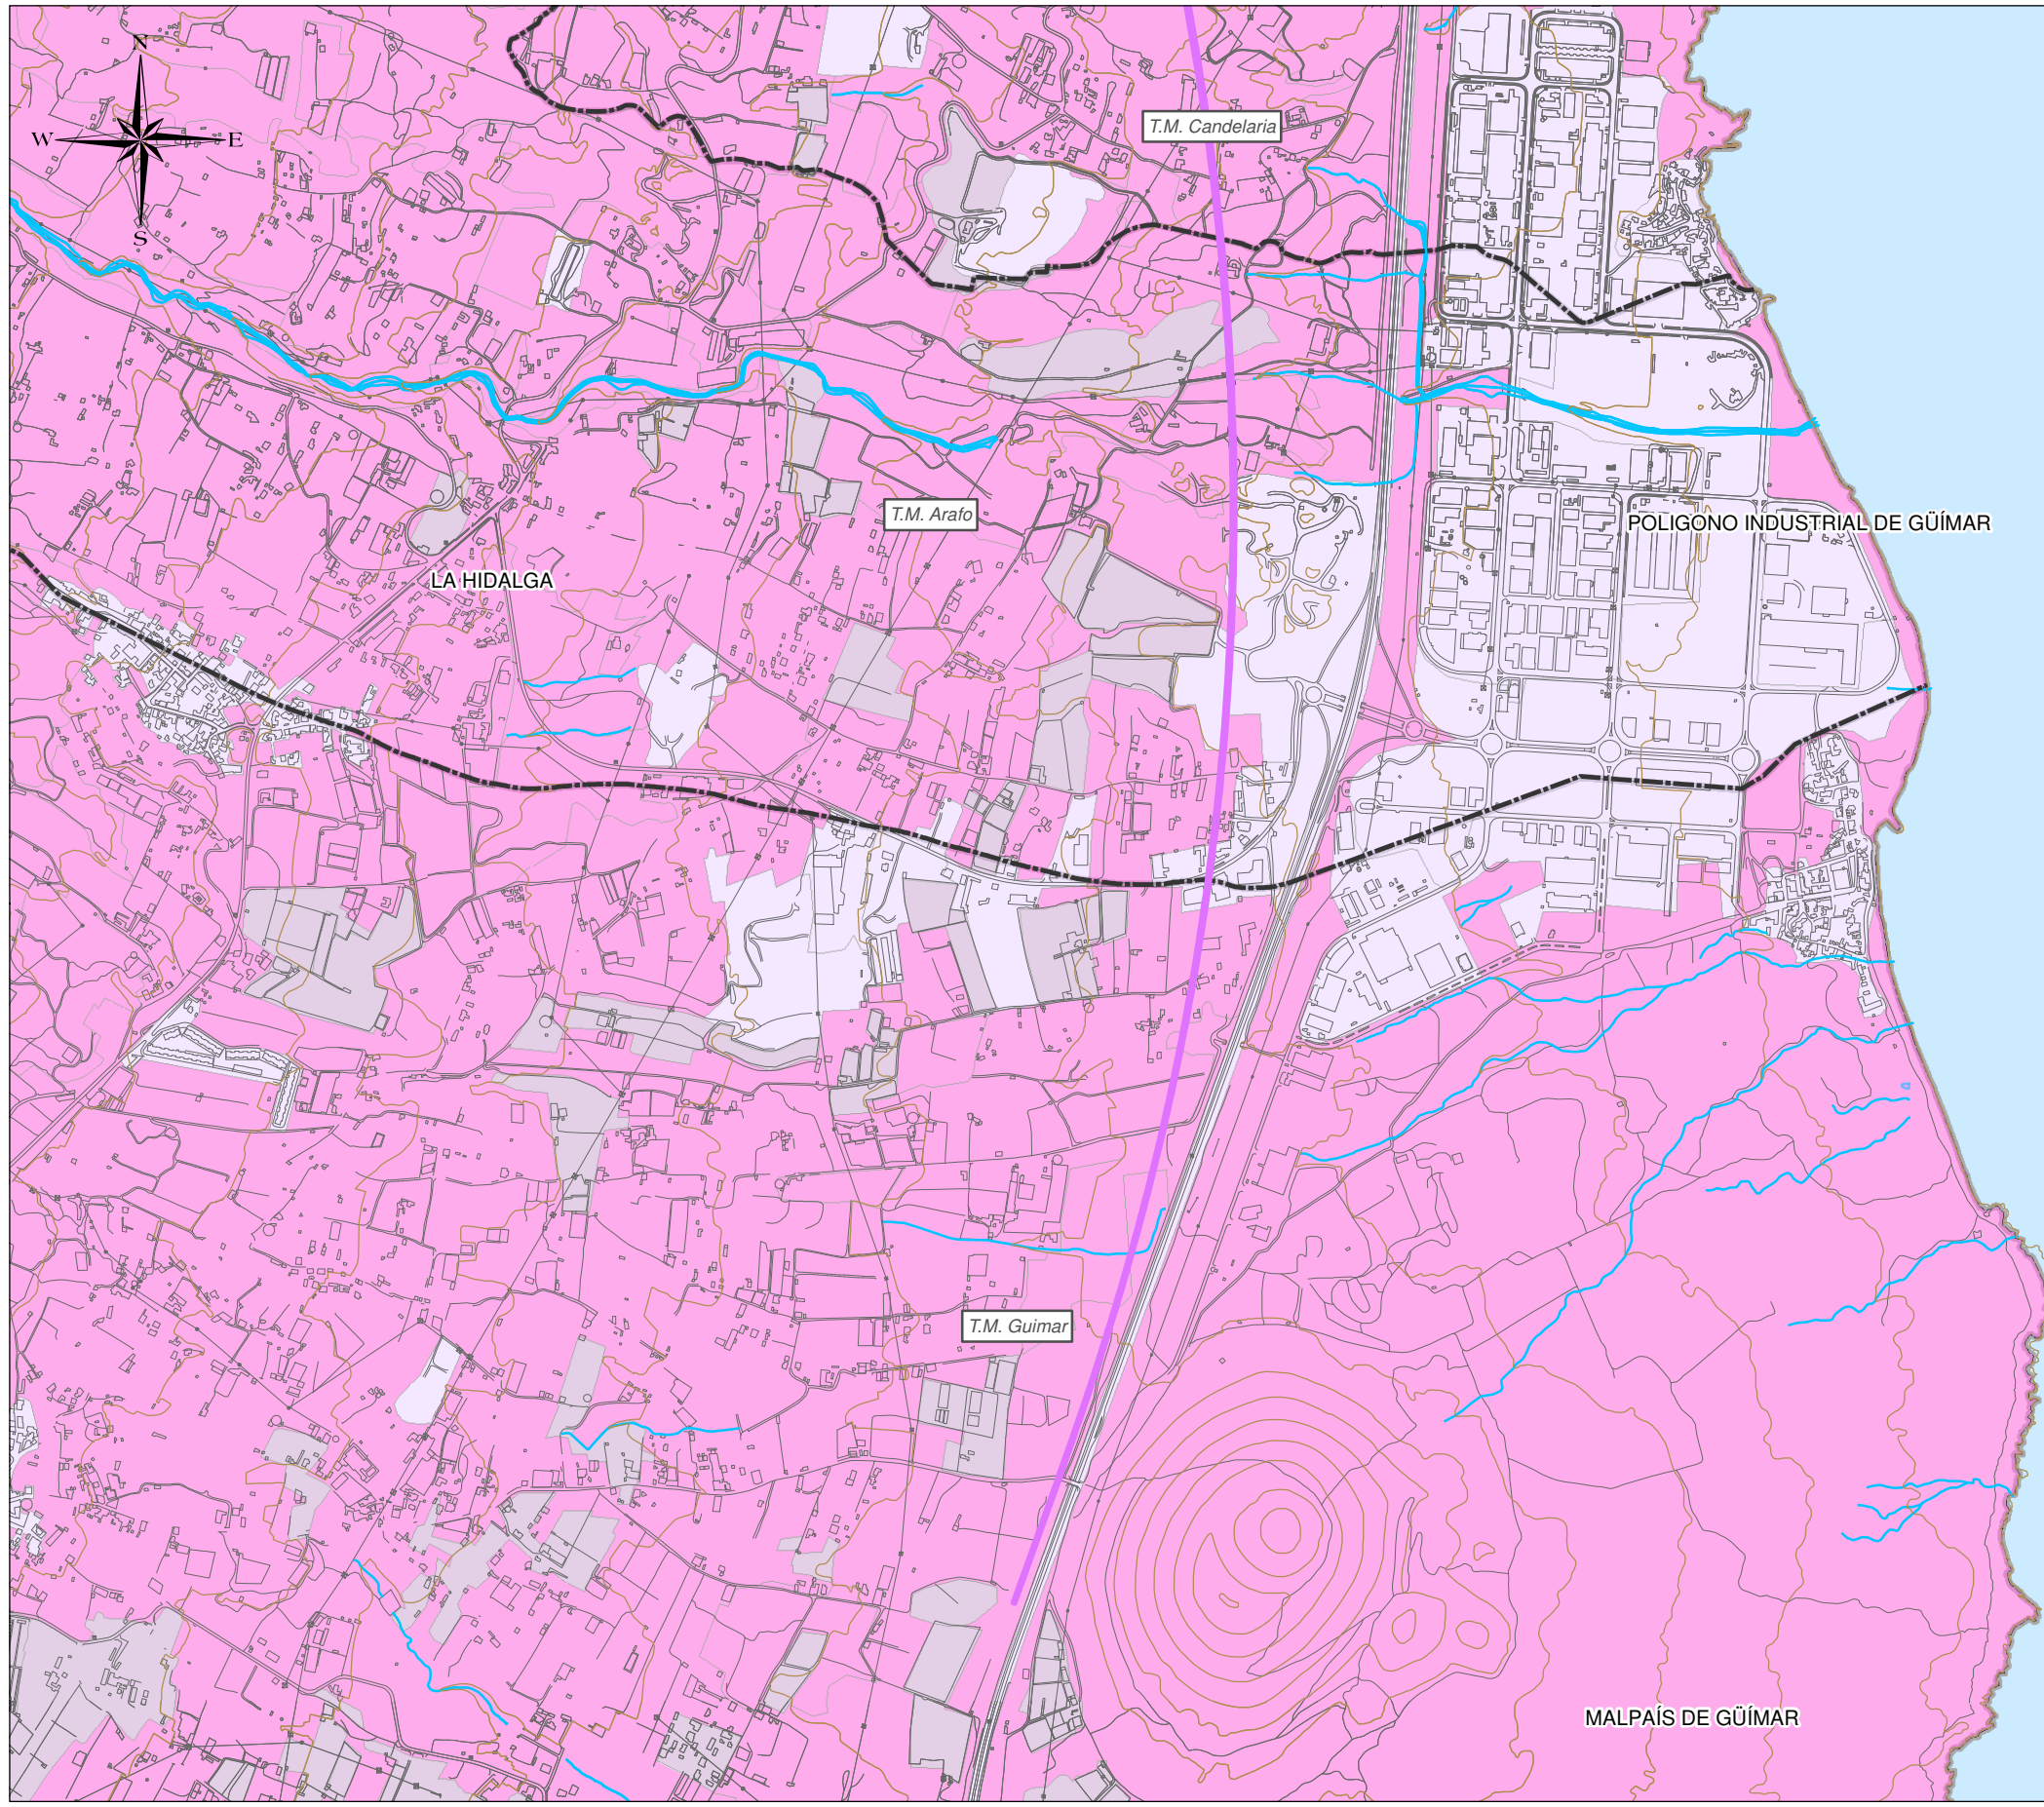 N
W E
S
T.M. Candelaria
T.M. Arafo
POLIGONO INDUSTRIAL DE GÜÍMAR
LA HIDALGA
T.M. Guimar
MALPAÍS DE GÜÍMAR